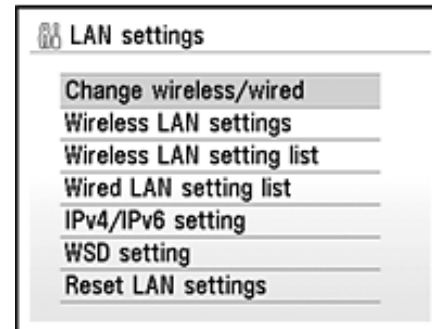 LAN settings
Change wireless/wired
Wireless LAN settings
Wireless LAN setting list
Wired LAN setting list
IPv4/IPv6 setting
WSD setting
Reset LAN settings